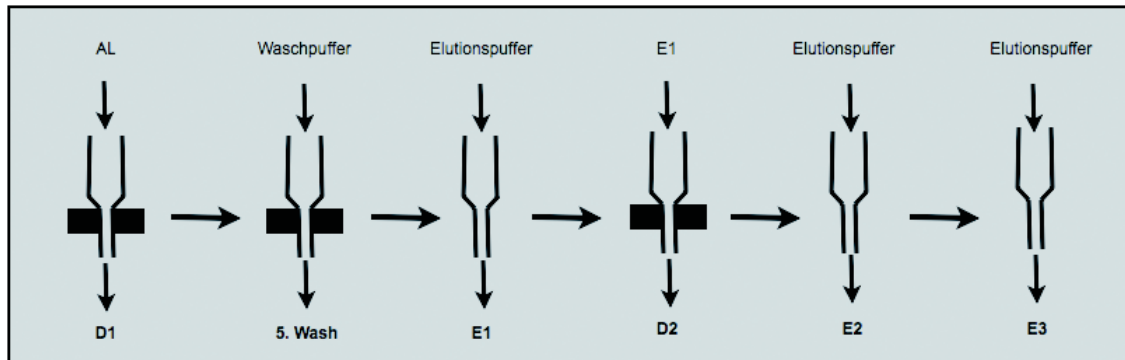 AL Waschpuffer Elutionspuffer E1 Elutionspuffer Elutionspuffer
D1 5. Wash E1 D2 E2 E3